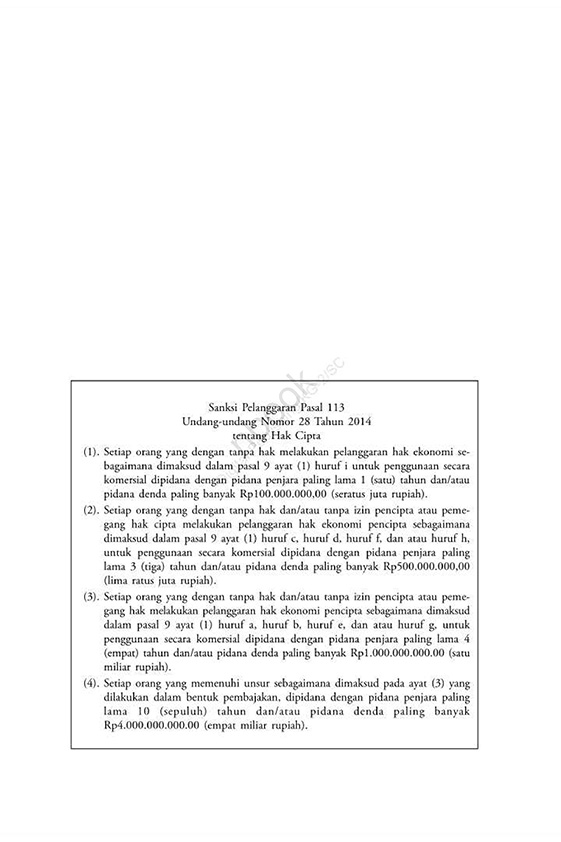 Sanksi Pelanggaran Pasal 113
Undang-undang Nomor 28 Tahun 2014
tentang Hak Cipta
(1). Setiap orang yang dengan tanpa hak melakukan pelanggaran hak ekonomi se-
bagaimana dimaksud dalam pasal 9 ayat (1) huruf i untuk penggunaan secara
komersial dipidana dengan pidana penjara paling lama 1 (satu) tahun dan/atau
pidana denda paling banyak Rp100.000.000,00 (seratus juta rupiah).
(2). Setiap orang yang dengan tanpa hak dan/atau tanpa izin pencipta atau peme-
gang hak cipta melakukan pelanggaran hak ekonomi pencipta sebagaimana
dimaksud dalam pasal 9 ayat (1) huruf c, huruf d, huruf f, dan atau huruf h,
untuk penggunaan secara komersial dipidana dengan pidana penjara paling
lama 3 (tiga) tahun dan/atau pidana denda paling banyak Rp500.000.000,00
(lima ratus juta rupiah).
(3). Setiap orang yang dengan tanpa hak dan/atau tanpa izin pencipta atau peme-
gang hak melakukan pelanggaran hak ekonomi pencipta sebagaimana dimaksud
dalam pasal 9 ayat (1) huruf a, huruf b, huruf e, dan atau huruf g, untuk
penggunaan secara komersial dipidana dengan pidana penjara paling lama 4
(empat) tahun dan/atau pidana denda paling banyak Rp1.000.000.000.00 (satu
miliar rupiah).
(4). Setiap orang yang memenuhi unsur sebagaimana dimaksud pada ayat (3) yang
dilakukan dalam bentuk pembajakan, dipidana dengan pidana penjara paling
lama 10 (sepuluh) tahun dan/atau pidana denda paling banyak
Rp4.000.000.000.00 (empat miliar rupiah).